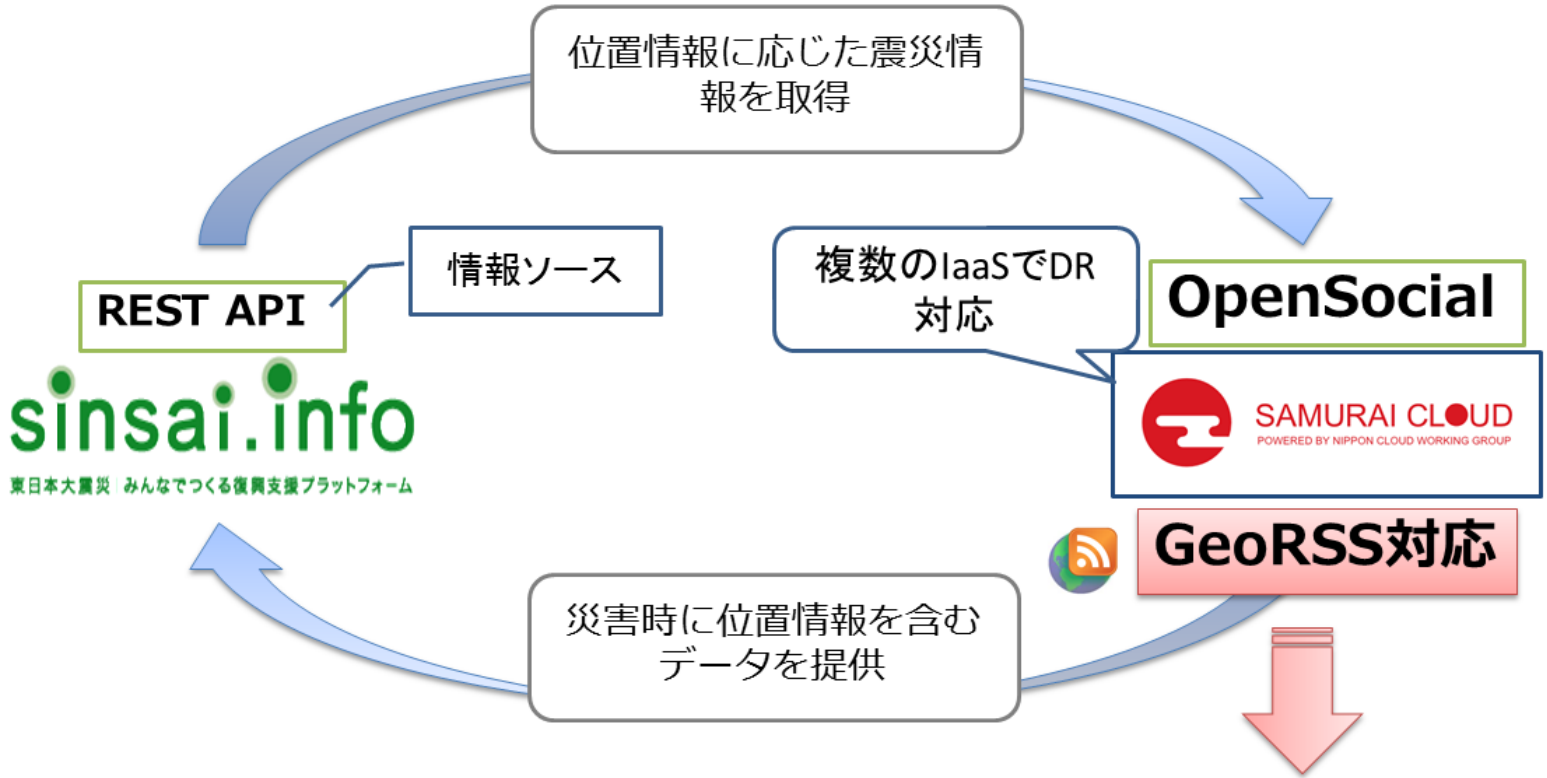 位置情報に応じた震災情
報を取得
情報ソース
REST API
複数のIaaSでDR
対応
OpenSocial
sinsai.info
東日本大震災 みんなでつくる復興支援プラットフォーム
SAMURAI CLOUD
POWERED BY NIPPON CLOUD WORKING GROUP
GeoRSS対応
災害時に位置情報を含む
データを提供